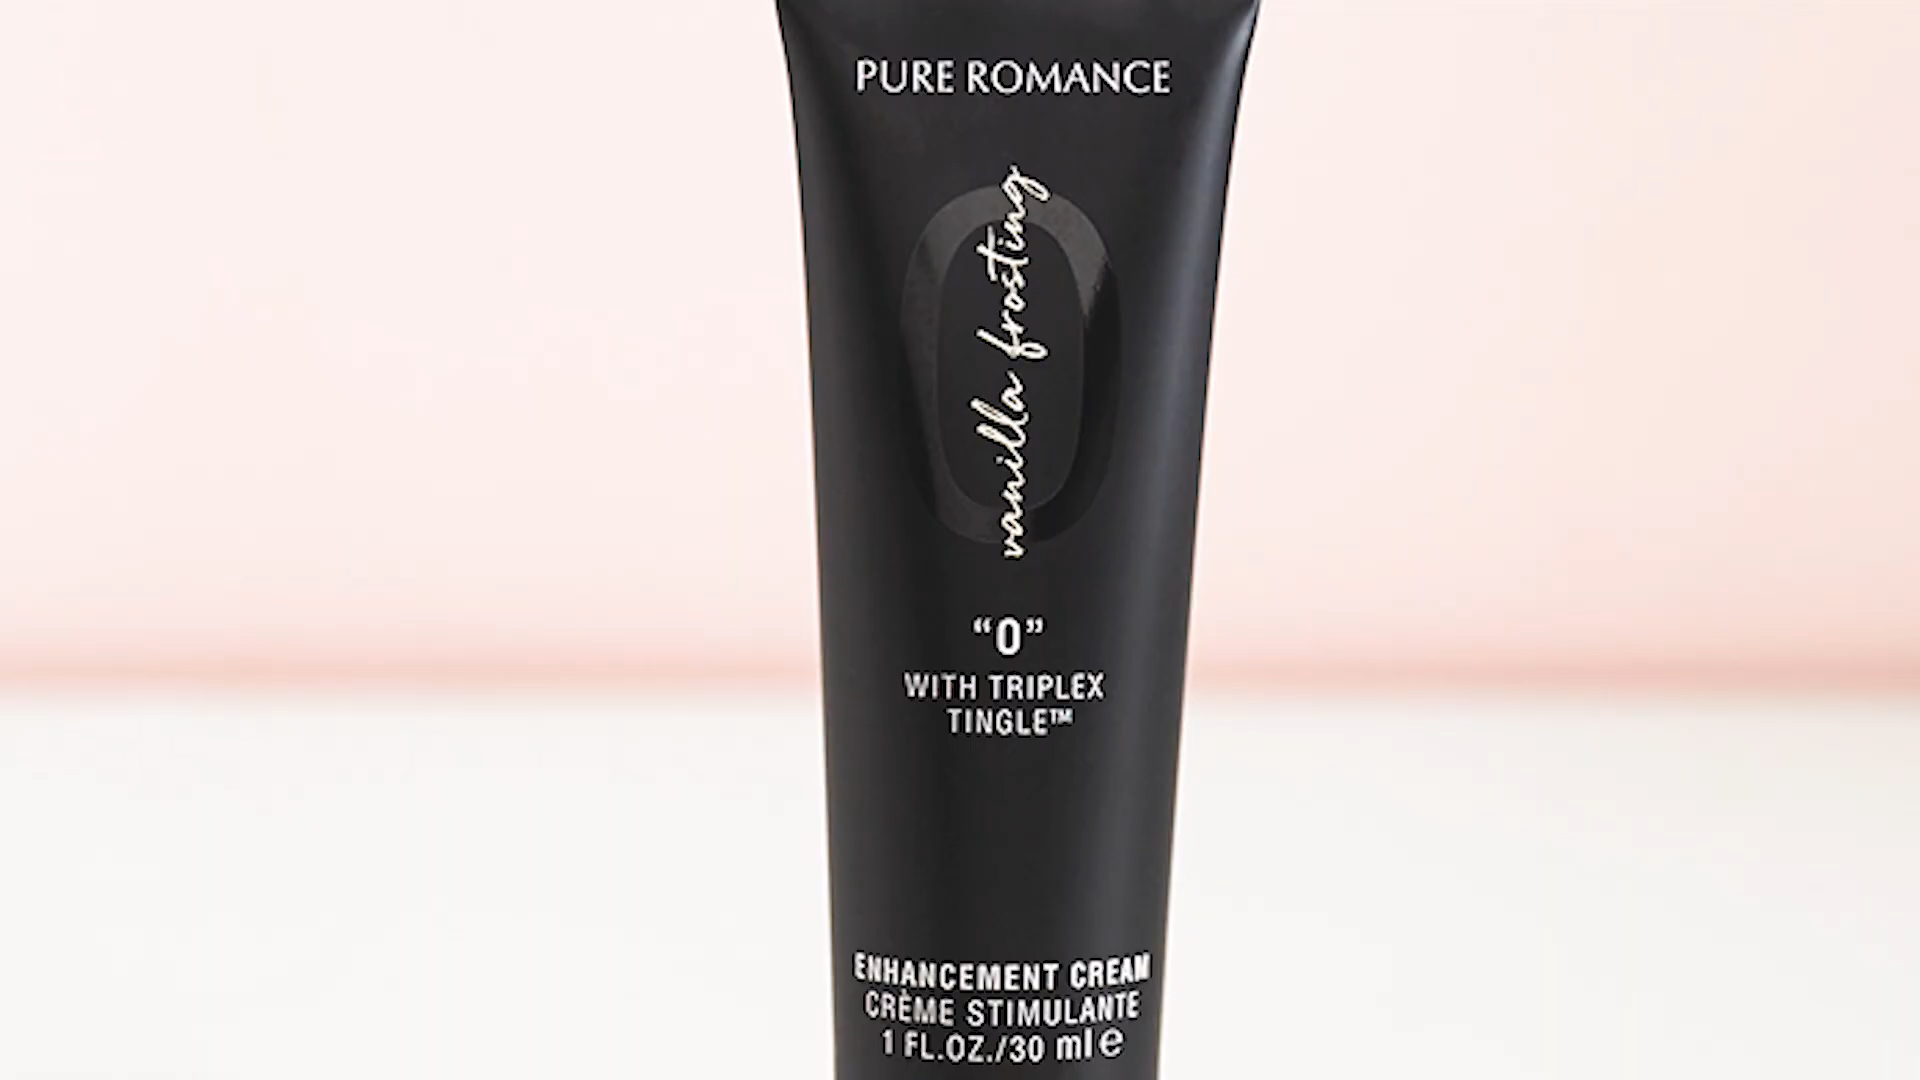 PURE ROMANCE
vanilla frosting
“O”
WITH TRIPLEX
TINGLE™
ENHANCEMENT CREAM
CRÈME STIMULANTE
1 FL.OZ./30 ml e